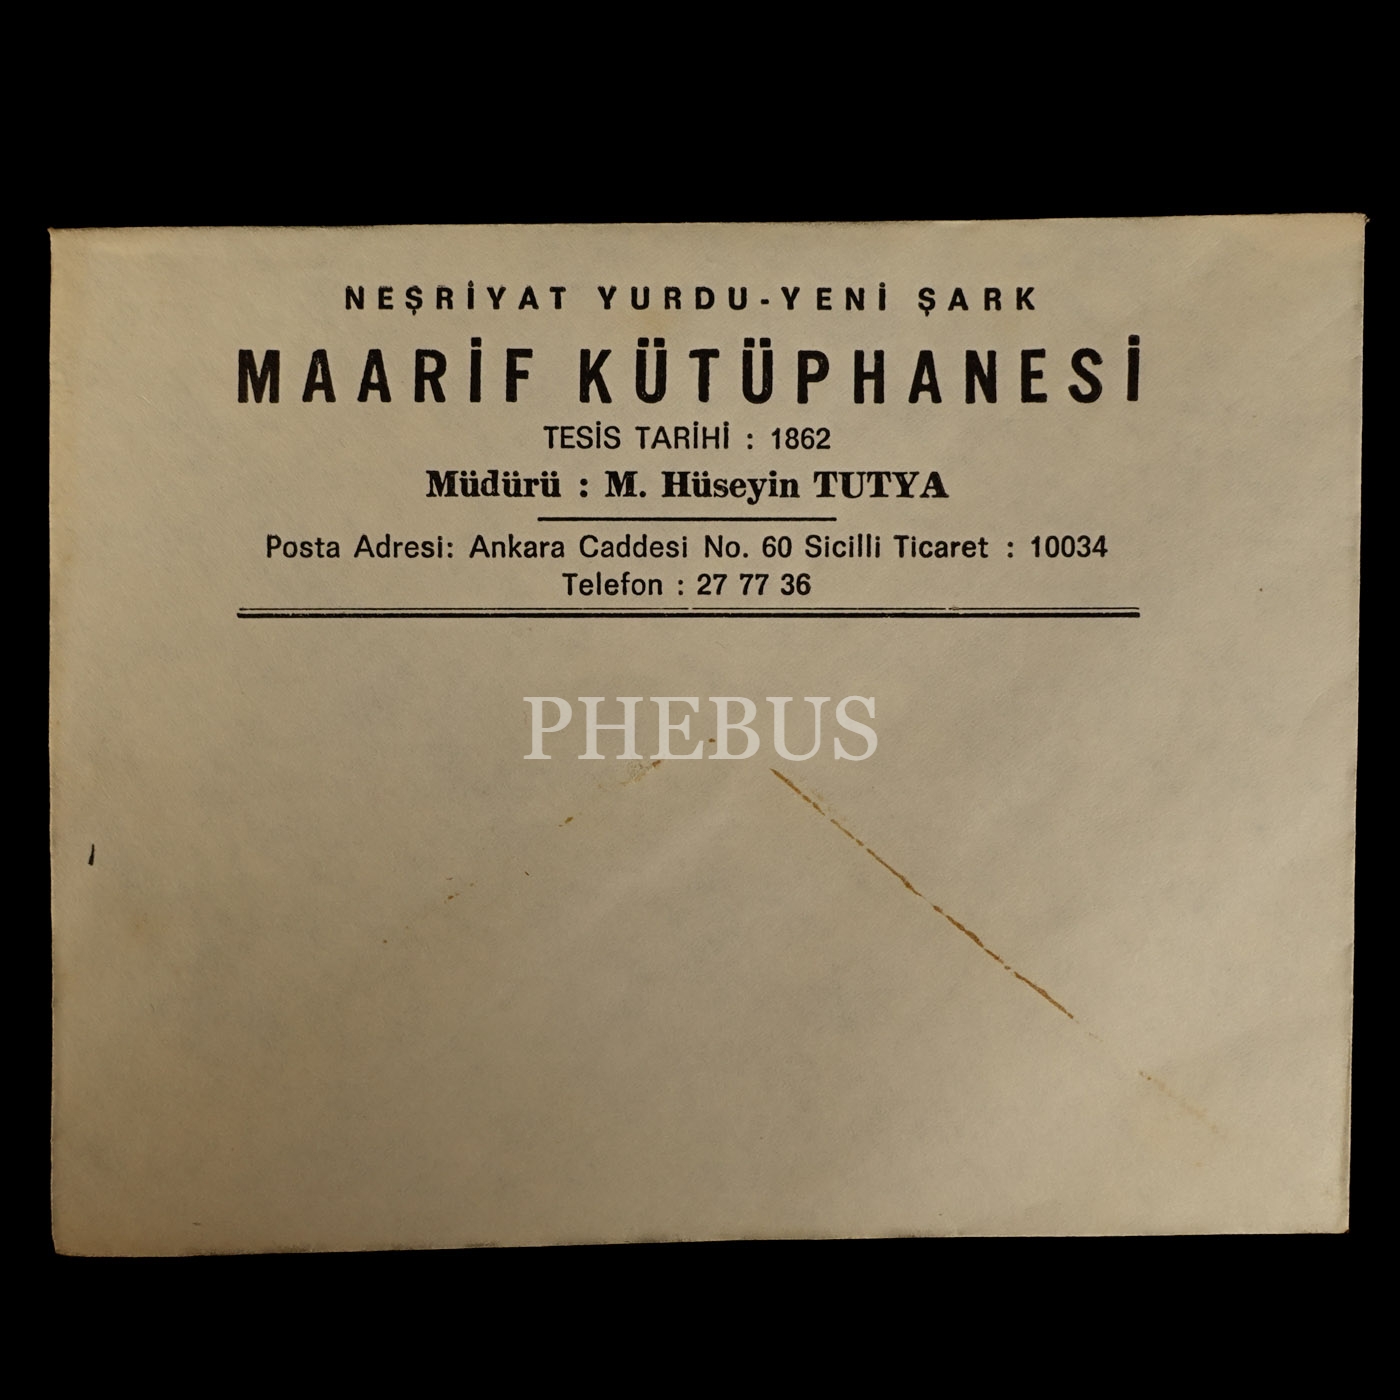 NEŞRİYAT YURDU-YENİ ŞARK
MAARİF KÜTÜPHANESİ
TESİS TARİHİ : 1862
Müdürü : M. Hüseyin TUTYA
Posta Adresi: Ankara Caddesi No. 60 Sicilli Ticaret : 10034
Telefon : 27 77 36
PHEBUS